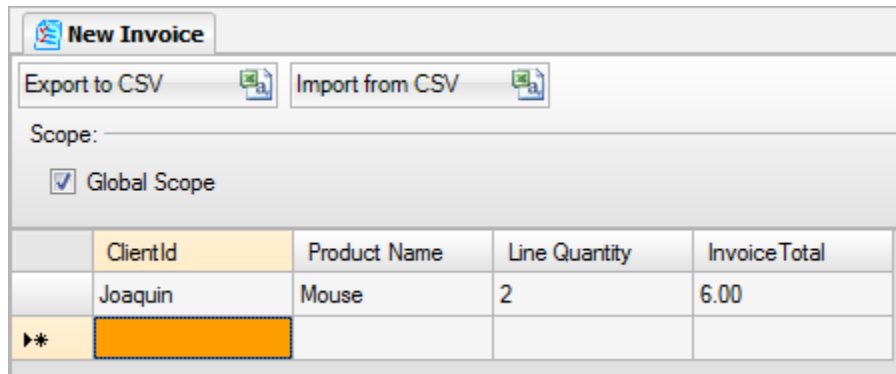 New Invoice
Export to CSV Import from CSV
Scope:
Global Scope
ClientId Product Name Line Quantity InvoiceTotal
Joaquin Mouse 2 6.00